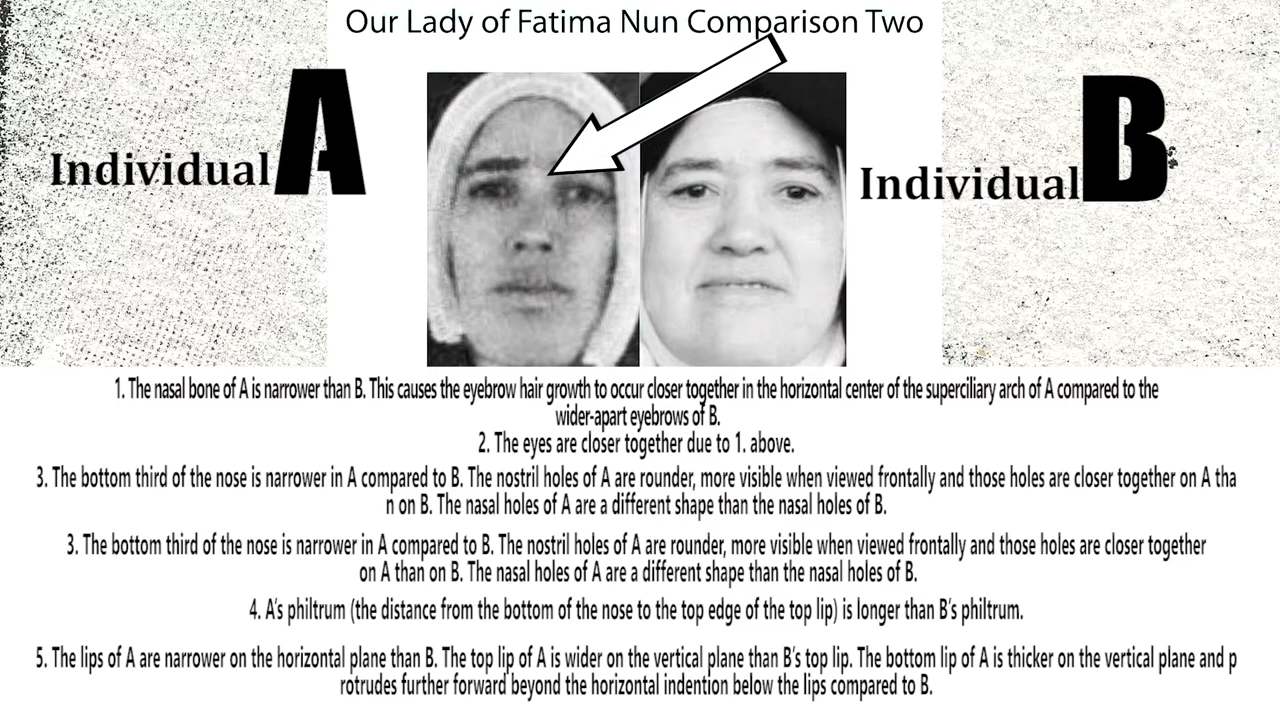 Our Lady of Fatima Nun Comparison Two
Individual A
Individual B
1. The nasal bone of A is narrower than B. This causes the eyebrow hair growth to occur closer together in the horizontal center of the superciliary arch of A compared to the
wider-apart eyebrows of B.
2. The eyes are closer together due to 1. above.
3. The bottom third of the nose is narrower in A compared to B. The nostril holes of A are rounder, more visible when viewed frontally and those holes are closer together on A tha
n on B. The nasal holes of A are a different shape than the nasal holes of B.
3. The bottom third of the nose is narrower in A compared to B. The nostril holes of A are rounder, more visible when viewed frontally and those holes are closer together
on A than on B. The nasal holes of A are a different shape than the nasal holes of B.
4. A's philtrum (the distance from the bottom of the nose to the top edge of the top lip) is longer than B's philtrum.
5. The lips of A are narrower on the horizontal plane than B. The top lip of A is wider on the vertical plane than B's top lip. The bottom lip of A is thicker on the vertical plane and p
rotrudes further forward beyond the horizontal indention below the lips compared to B.